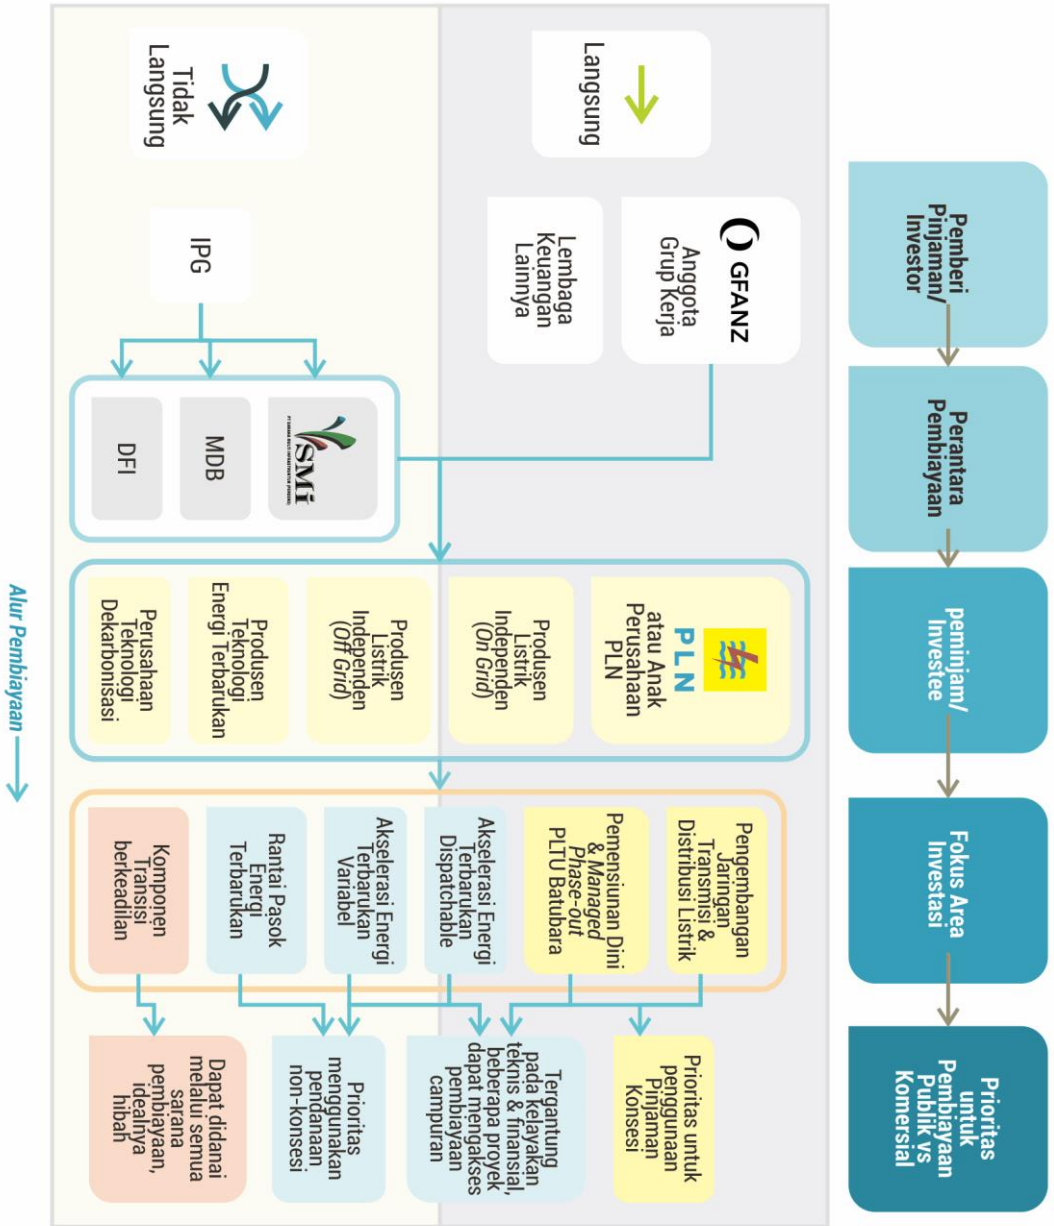 Pemberi
Pinjaman/
Investor
Perantara
Pembiayaan
peminjam/
Investee
Fokus Area
Investasi
Prioritas
untuk
Pembiayaan
Publik vs
Komersial
Langsung
GFANZ
Anggota
Grup Kerja
Lembaga
Keuangan
Lainnya
PLN
atau Anak
Perusahaan
PLN
Produsen
Listrik
Independen
(On Grid)
Pengembangan
Jaringan
Transmisi &
Distribusi Listrik
Pemensiunan Dini
& Managed
Phase-out
PLTU Batubara
Akselerasi Energi
Terbarukan
Dispatchable
Prioritas untuk
penggunaan
Pinjaman
Konsesi
Tergantung
pada kelayakan
teknis & finansial,
beberapa proyek
dapat mengakses
pembiayaan
campuran
Tidak
Langsung
IPG
SMi
PT SARANA MULTI INFRASTRUKTUR (PERSERO)
MDB
DFI
Produsen
Listrik
Independen
(Off Grid)
Produsen
Teknologi
Energi Terbarukan
Perusahaan
Teknologi
Dekarbonisasi
Akselerasi Energi
Terbarukan
Variabel
Rantai Pasok
Energi
Terbarukan
Komponen
Transisi
berkeadilan
Prioritas
menggunakan
pendanaan
non-konsesi
Dapat didanai
melalui semua
sarana
pembiayaan,
idealnya
hibah
Alur Pembiayaan